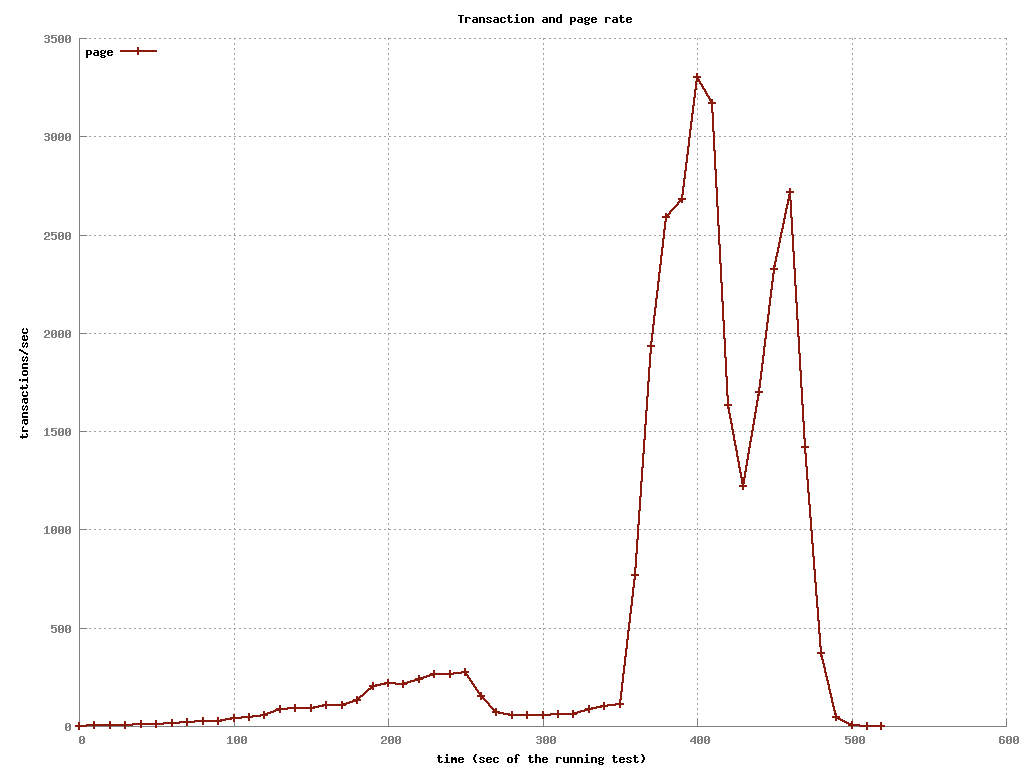 Transaction and page rate
page
3500
3000
2500
2000
1500
1000
500
0
transactions/sec
0 100 200 300 400 500 600
time (sec of the running test)